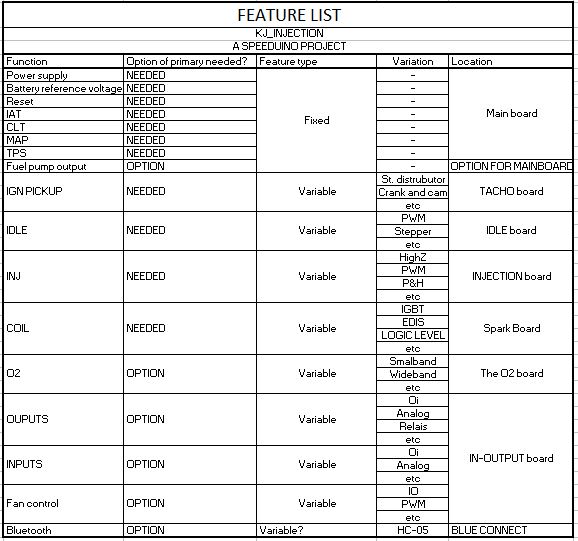 FEATURE LIST
KJ_INJECTION
A SPEEDUINO PROJECT
Function Option of primary needed? Feature type Variation Location
Power supply NEEDED -
Battery reference voltage NEEDED -
Reset NEEDED -
IAT NEEDED - Main board
CLT NEEDED Fixed -
MAP NEEDED -
TPS NEEDED -
Fuel pump output OPTION - OPTION FOR MAINBOARD
St. distrubutor
IGN PICKUP NEEDED Variable Crank and cam TACHO board
etc
PWM
IDLE NEEDED Variable Stepper IDLE board
etc
HighZ
INJ NEEDED Variable PWM INJECTION board
P&H
etc
IGBT
COIL NEEDED Variable EDIS Spark Board
LOGIC LEVEL
etc
Smalband
O2 OPTION Variable Wideband The O2 board
etc
Oi
OUPUTS OPTION Variable Analog
Relais
etc
Oi
INPUTS OPTION Variable Analog IN-OUTPUT board
etc
IO
Fan control OPTION Variable PWM
etc
Bluetooth OPTION Variable? HC-05 BLUE CONNECT